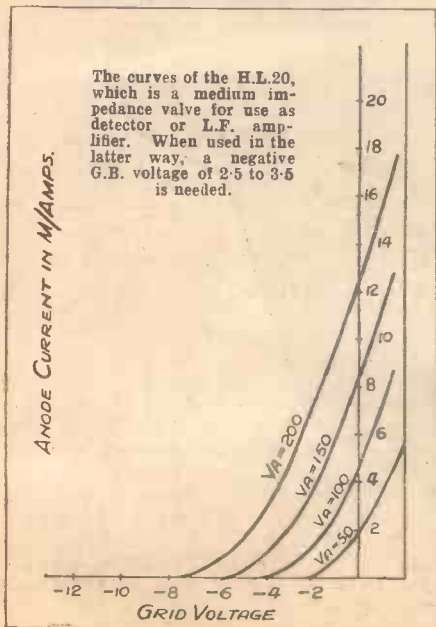 The curves of the H.L.20,
which is a medium im-
pedance valve for use as
detector or L.F. amp-
lifier. When used in the
latter way, a negative
G.B. voltage of 2·5 to 3·5
is needed.
ANODE CURRENT IN M/AMPS.
20
18
16
14
12
10
8
6
4
2
VA=200
VA=150
VA=100
VA=50
-12
-10
-8
-6
-4
-2
GRID VOLTAGE